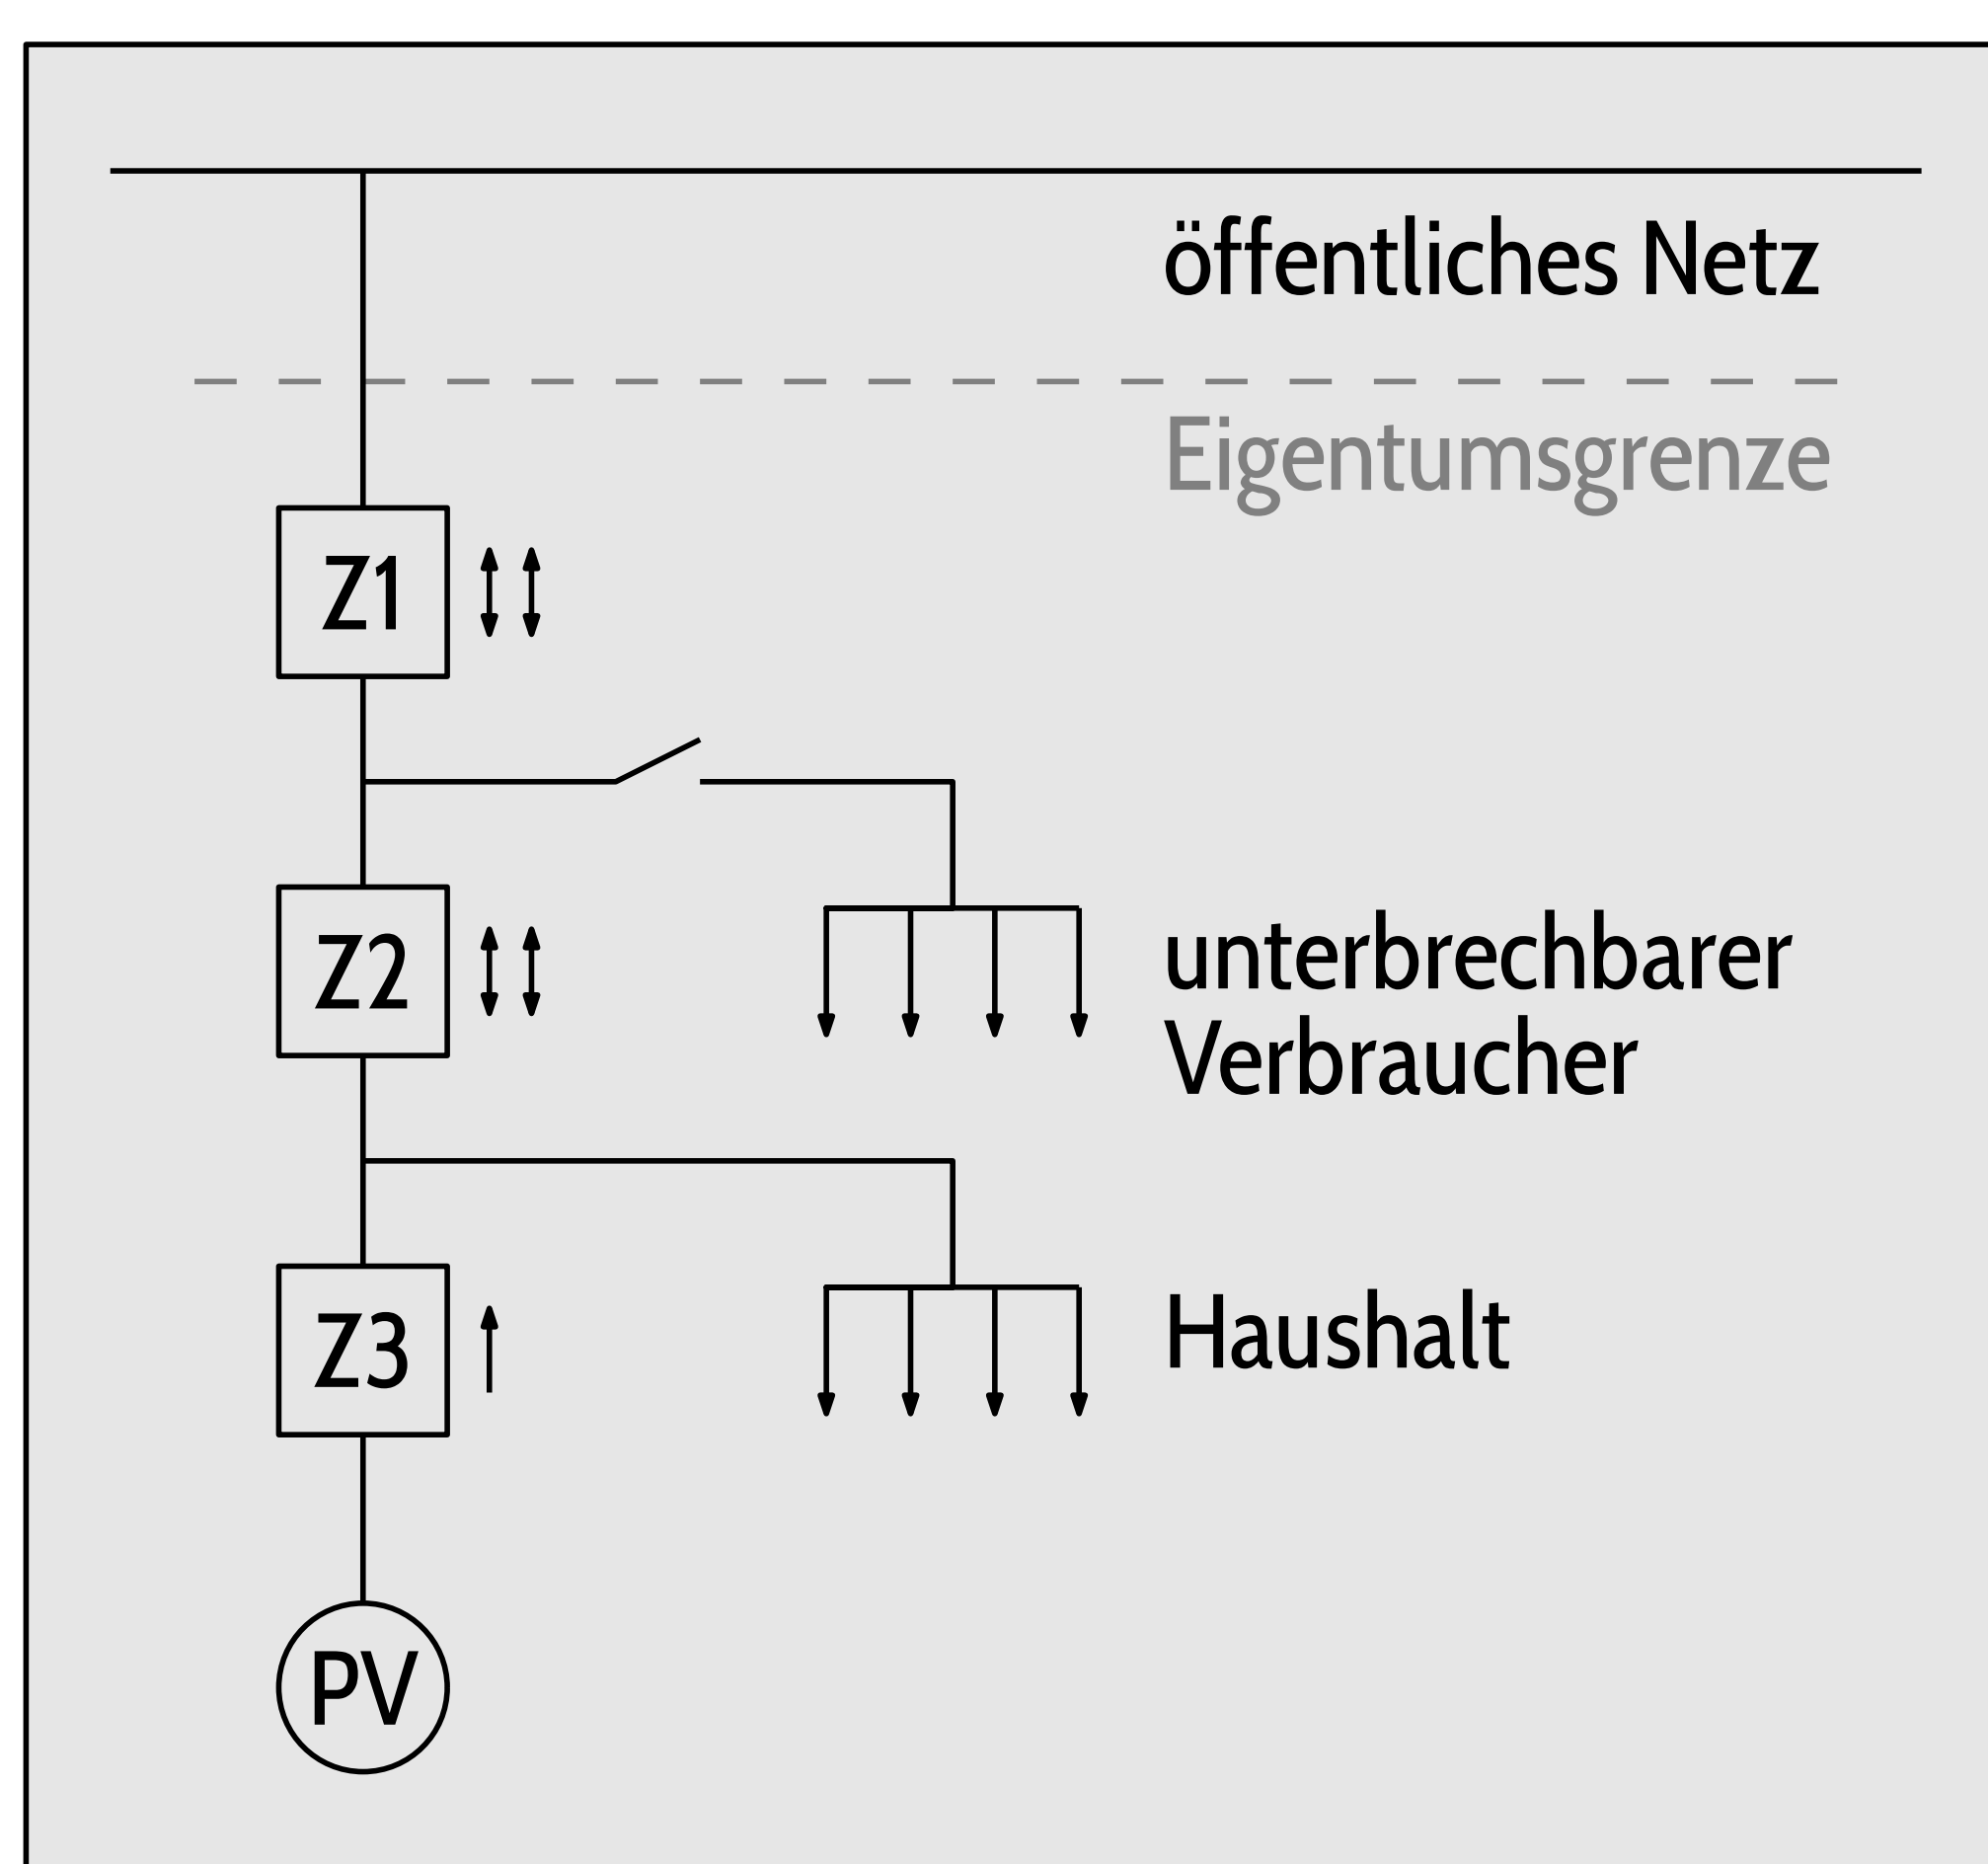 öffentliches Netz
Eigentumsgrenze
Z1
Z2
unterbrechbarer
Verbraucher
Z3
Haushalt
PV